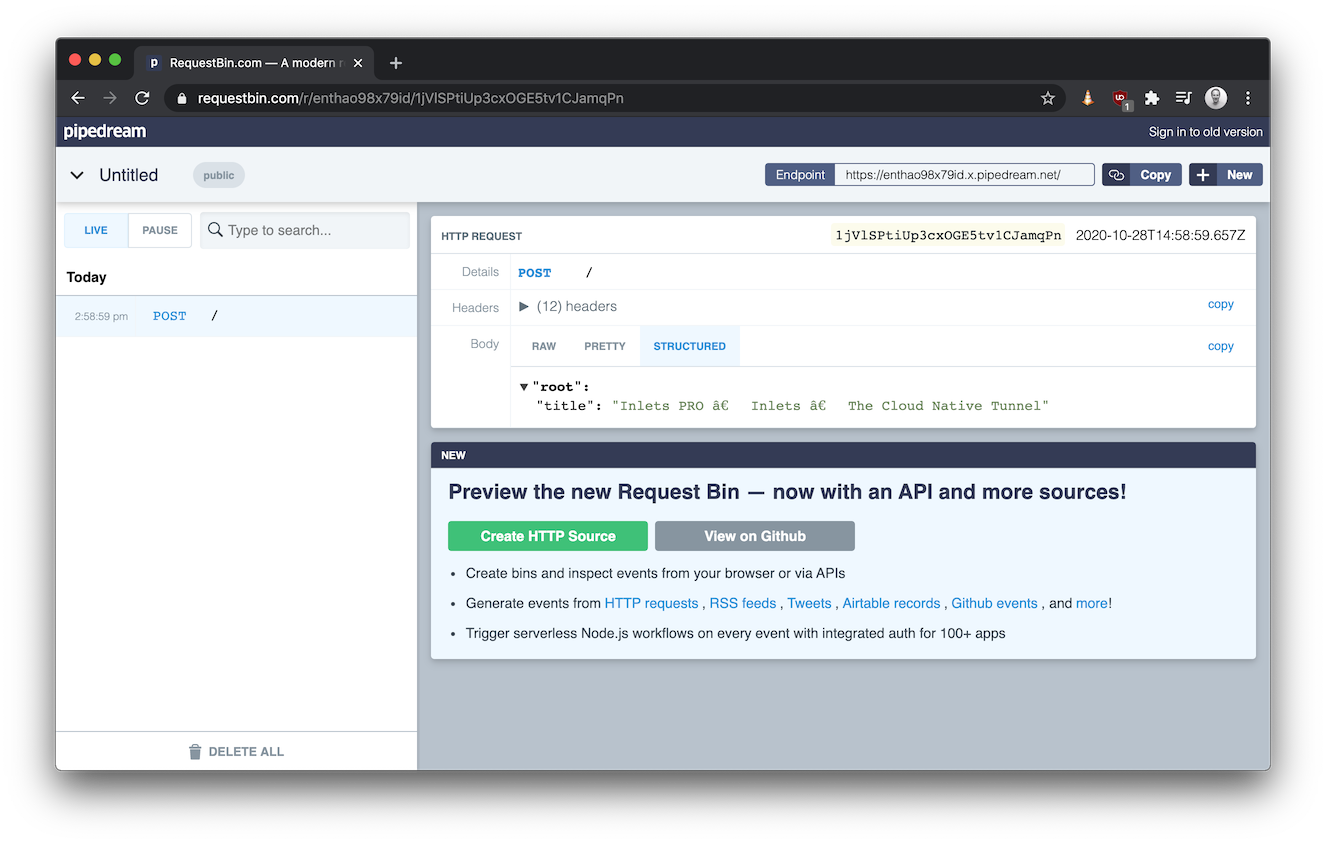 RequestBin.com — A modern r
requestbin.com/r/enthao98x79id/1jVlSPtiUp3cxOGE5tv1CJamqPn
1
pipedream
Sign in to old version
Untitled
public
Endpoint https://enthao98x79id.x.pipedream.net/ Copy New
LIVE PAUSE Type to search...
Today
2:58:59 pm POST /
DELETE ALL
HTTP REQUEST 1jVlSPtiUp3cxOGE5tv1CJamqPn 2020-10-28T14:58:59.657Z
Details POST /
Headers (12) headers copy
Body RAW PRETTY STRUCTURED copy
"root":
"title": "Inlets PRO â€ Inlets â€ The Cloud Native Tunnel"
NEW
Preview the new Request Bin — now with an API and more sources!
Create HTTP Source View on Github
• Create bins and inspect events from your browser or via APIs
• Generate events from HTTP requests , RSS feeds , Tweets , Airtable records , Github events , and more!
• Trigger serverless Node.js workflows on every event with integrated auth for 100+ apps